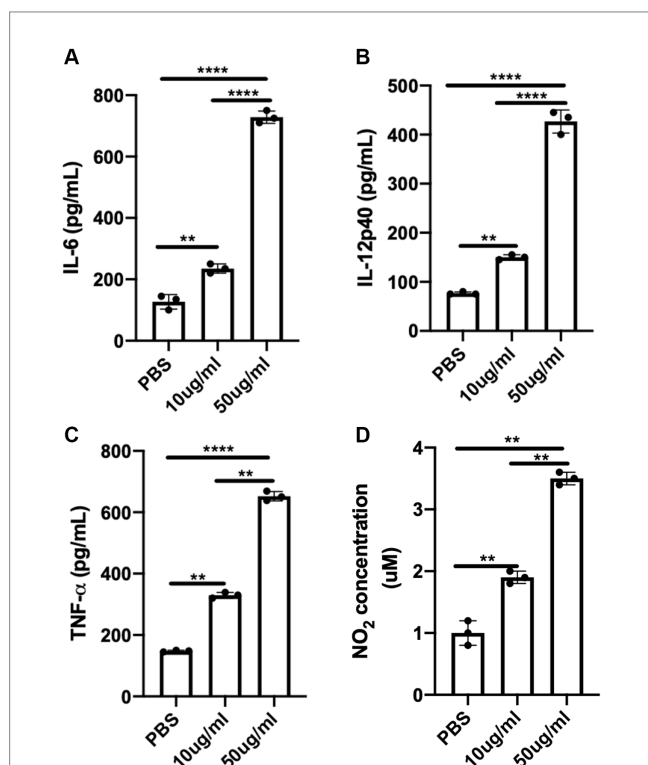 A
IL-6 (pg/mL)
800
600
400
200
0
****
****
**
PBS
10ug/ml
50ug/ml
B
IL-12p40 (pg/mL)
500
400
300
200
100
0
****
****
**
PBS
10ug/ml
50ug/ml
C
TNF-α (pg/mL)
800
600
400
200
0
****
**
**
PBS
10ug/ml
50ug/ml
D
NO2 concentration
(uM)
4
3
2
1
0
**
**
**
PBS
10ug/ml
50ug/ml